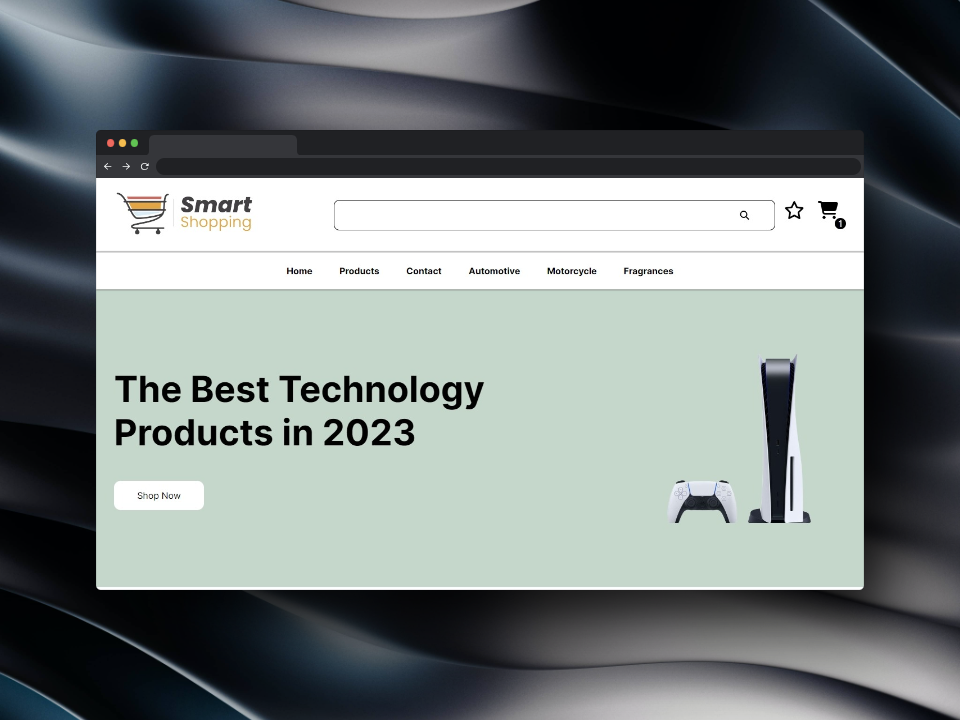 Smart
Shopping
1
Home Products Contact Automotive Motorcycle Fragrances
The Best Technology
Products in 2023
Shop Now